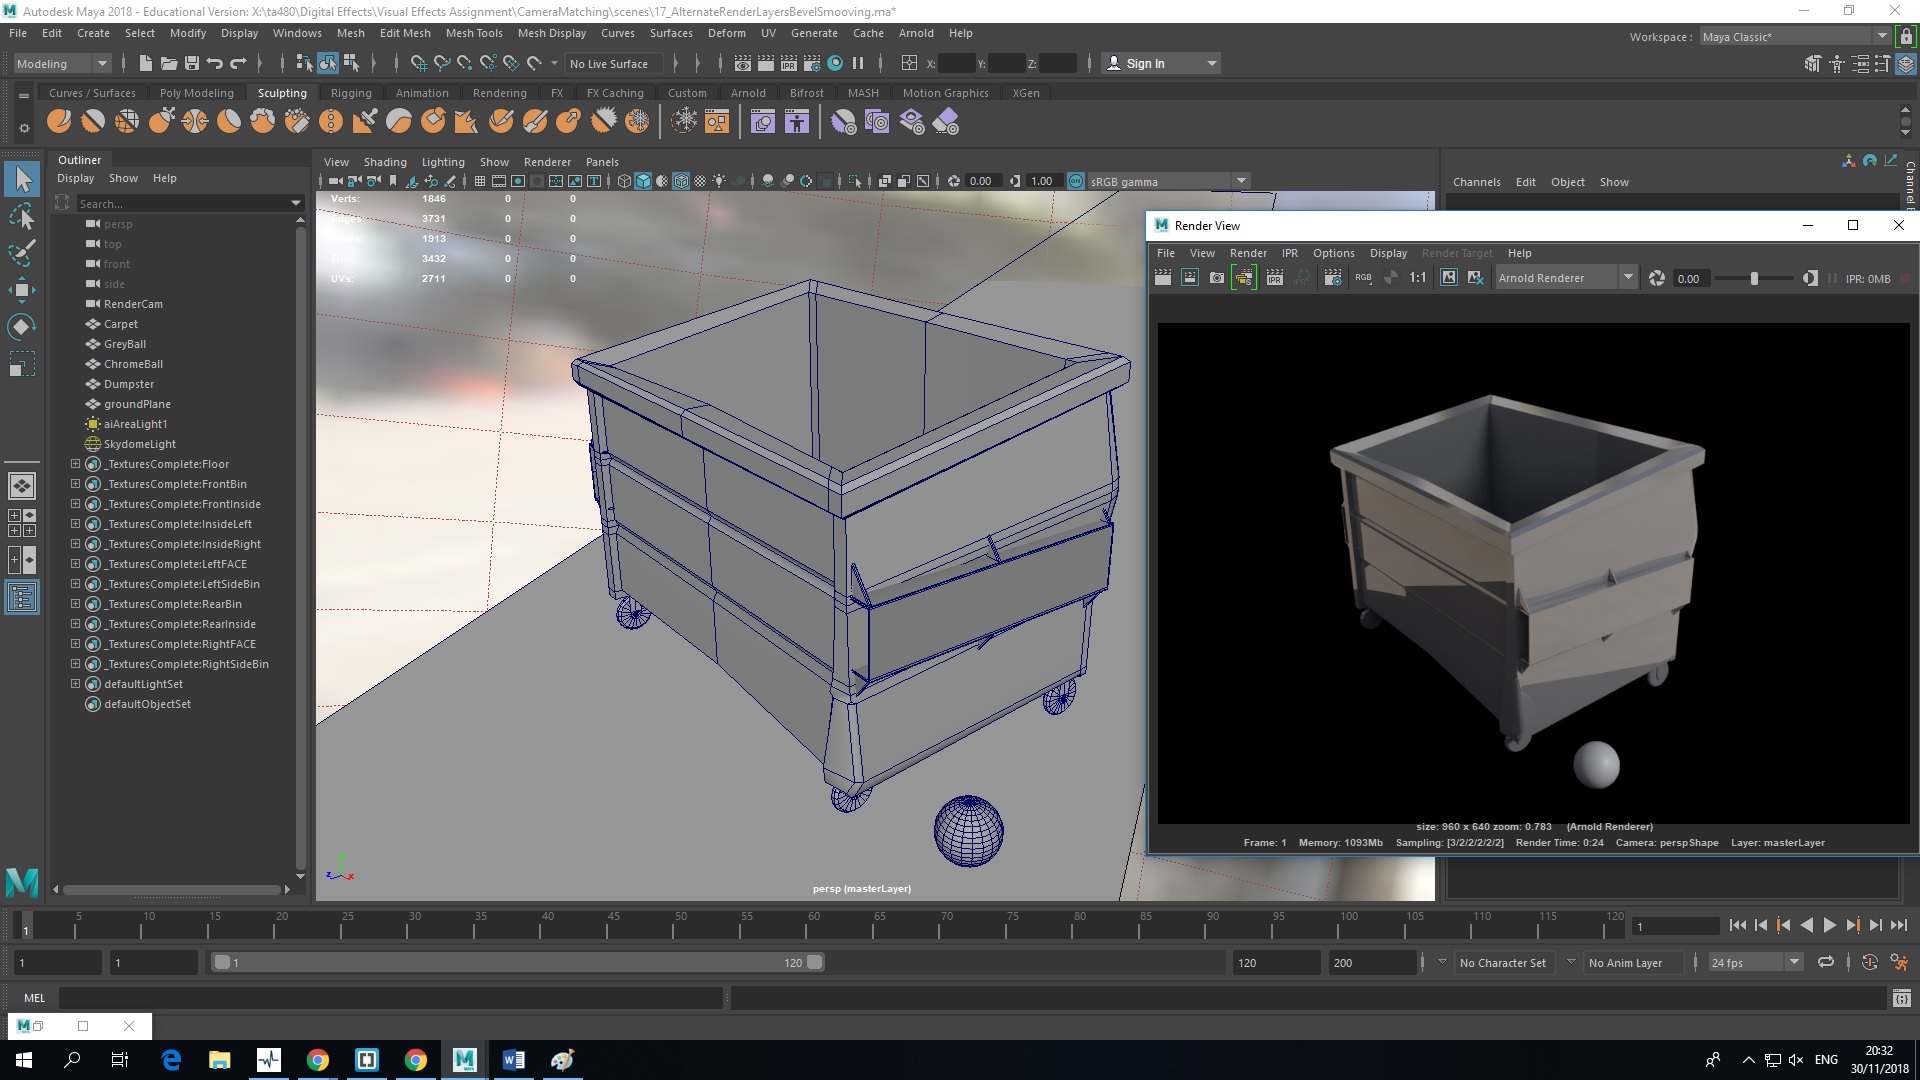 Autodesk Maya 2018 - Educational Version: X:\ta480\Digital Effects\Visual Effects Assignment\CameraMatching\scenes\17_AlternateRenderLayersBevelSmooving.ma*
File Edit Create Select Modify Display Windows Mesh Edit Mesh Mesh Tools Mesh Display Curves Surfaces Deform UV Generate Cache Arnold Help
Workspace : Maya Classic*
Modeling No Live Surface X: Y: Z: Sign In
Curves / Surfaces Poly Modeling Sculpting Rigging Animation Rendering FX FX Caching Custom Arnold Bifrost MASH Motion Graphics XGen
Outliner
Display Show Help
Search...
persp
top
front
side
RenderCam
Carpet
GreyBall
ChromeBall
Dumpster
groundPlane
aiAreaLight1
SkydomeLight
_TexturesComplete:Floor
_TexturesComplete:FrontBin
_TexturesComplete:FrontInside
_TexturesComplete:InsideLeft
_TexturesComplete:InsideRight
_TexturesComplete:LeftFACE
_TexturesComplete:LeftSideBin
_TexturesComplete:RearBin
_TexturesComplete:RearInside
_TexturesComplete:RightFACE
_TexturesComplete:RightSideBin
defaultLightSet
defaultObjectSet
View Shading Lighting Show Renderer Panels
0.00 1.00 ON sRGB gamma
Verts: 1846 0 0
Edges: 3731 0 0
1913 0 0
Tris: 3432 0 0
UVs: 2711 0 0
persp (masterLayer)
Channels Edit Object Show
Render View
File View Render IPR Options Display Render Target Help
IPR RGB 1:1 Arnold Renderer 0.00 IPR: 0MB
size: 960 x 640 zoom: 0.783 (Arnold Renderer)
Frame: 1 Memory: 1093Mb Sampling: [3/2/2/2/2/2] Render Time: 0:24 Camera: perspShape Layer: masterLayer
5 10 15 20 25 30 35 40 45 50 55 60 65 70 75 80 85 90 95 100 105 110 115 120
1 1
1 1 1 120 120 200 No Character Set No Anim Layer 24 fps
MEL
ENG
20:32
30/11/2018